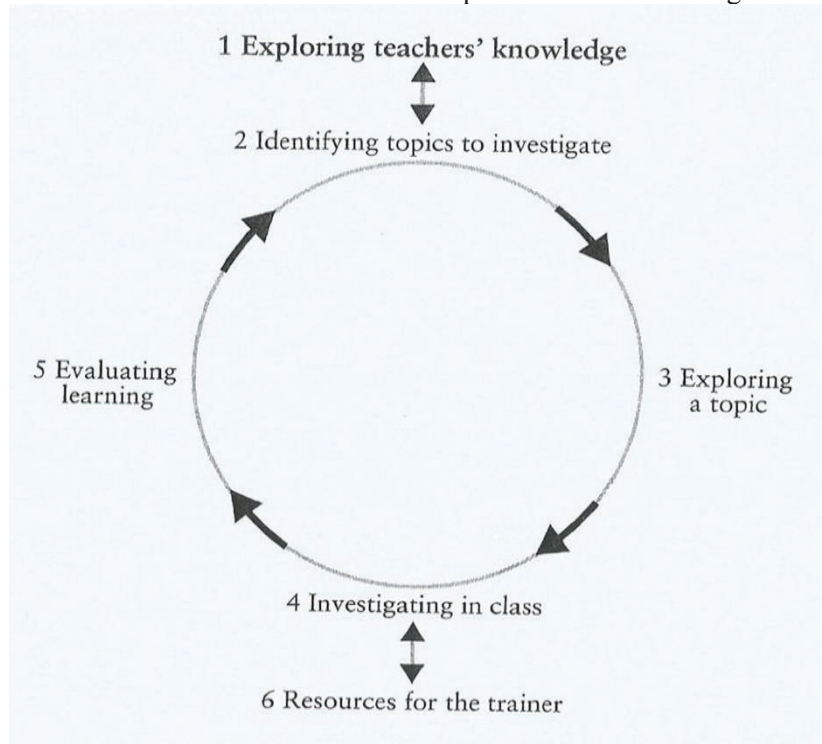 1 Exploring teachers' knowledge
2 Identifying topics to investigate
5 Evaluating
learning
3 Exploring
a topic
4 Investigating in class
6 Resources for the trainer